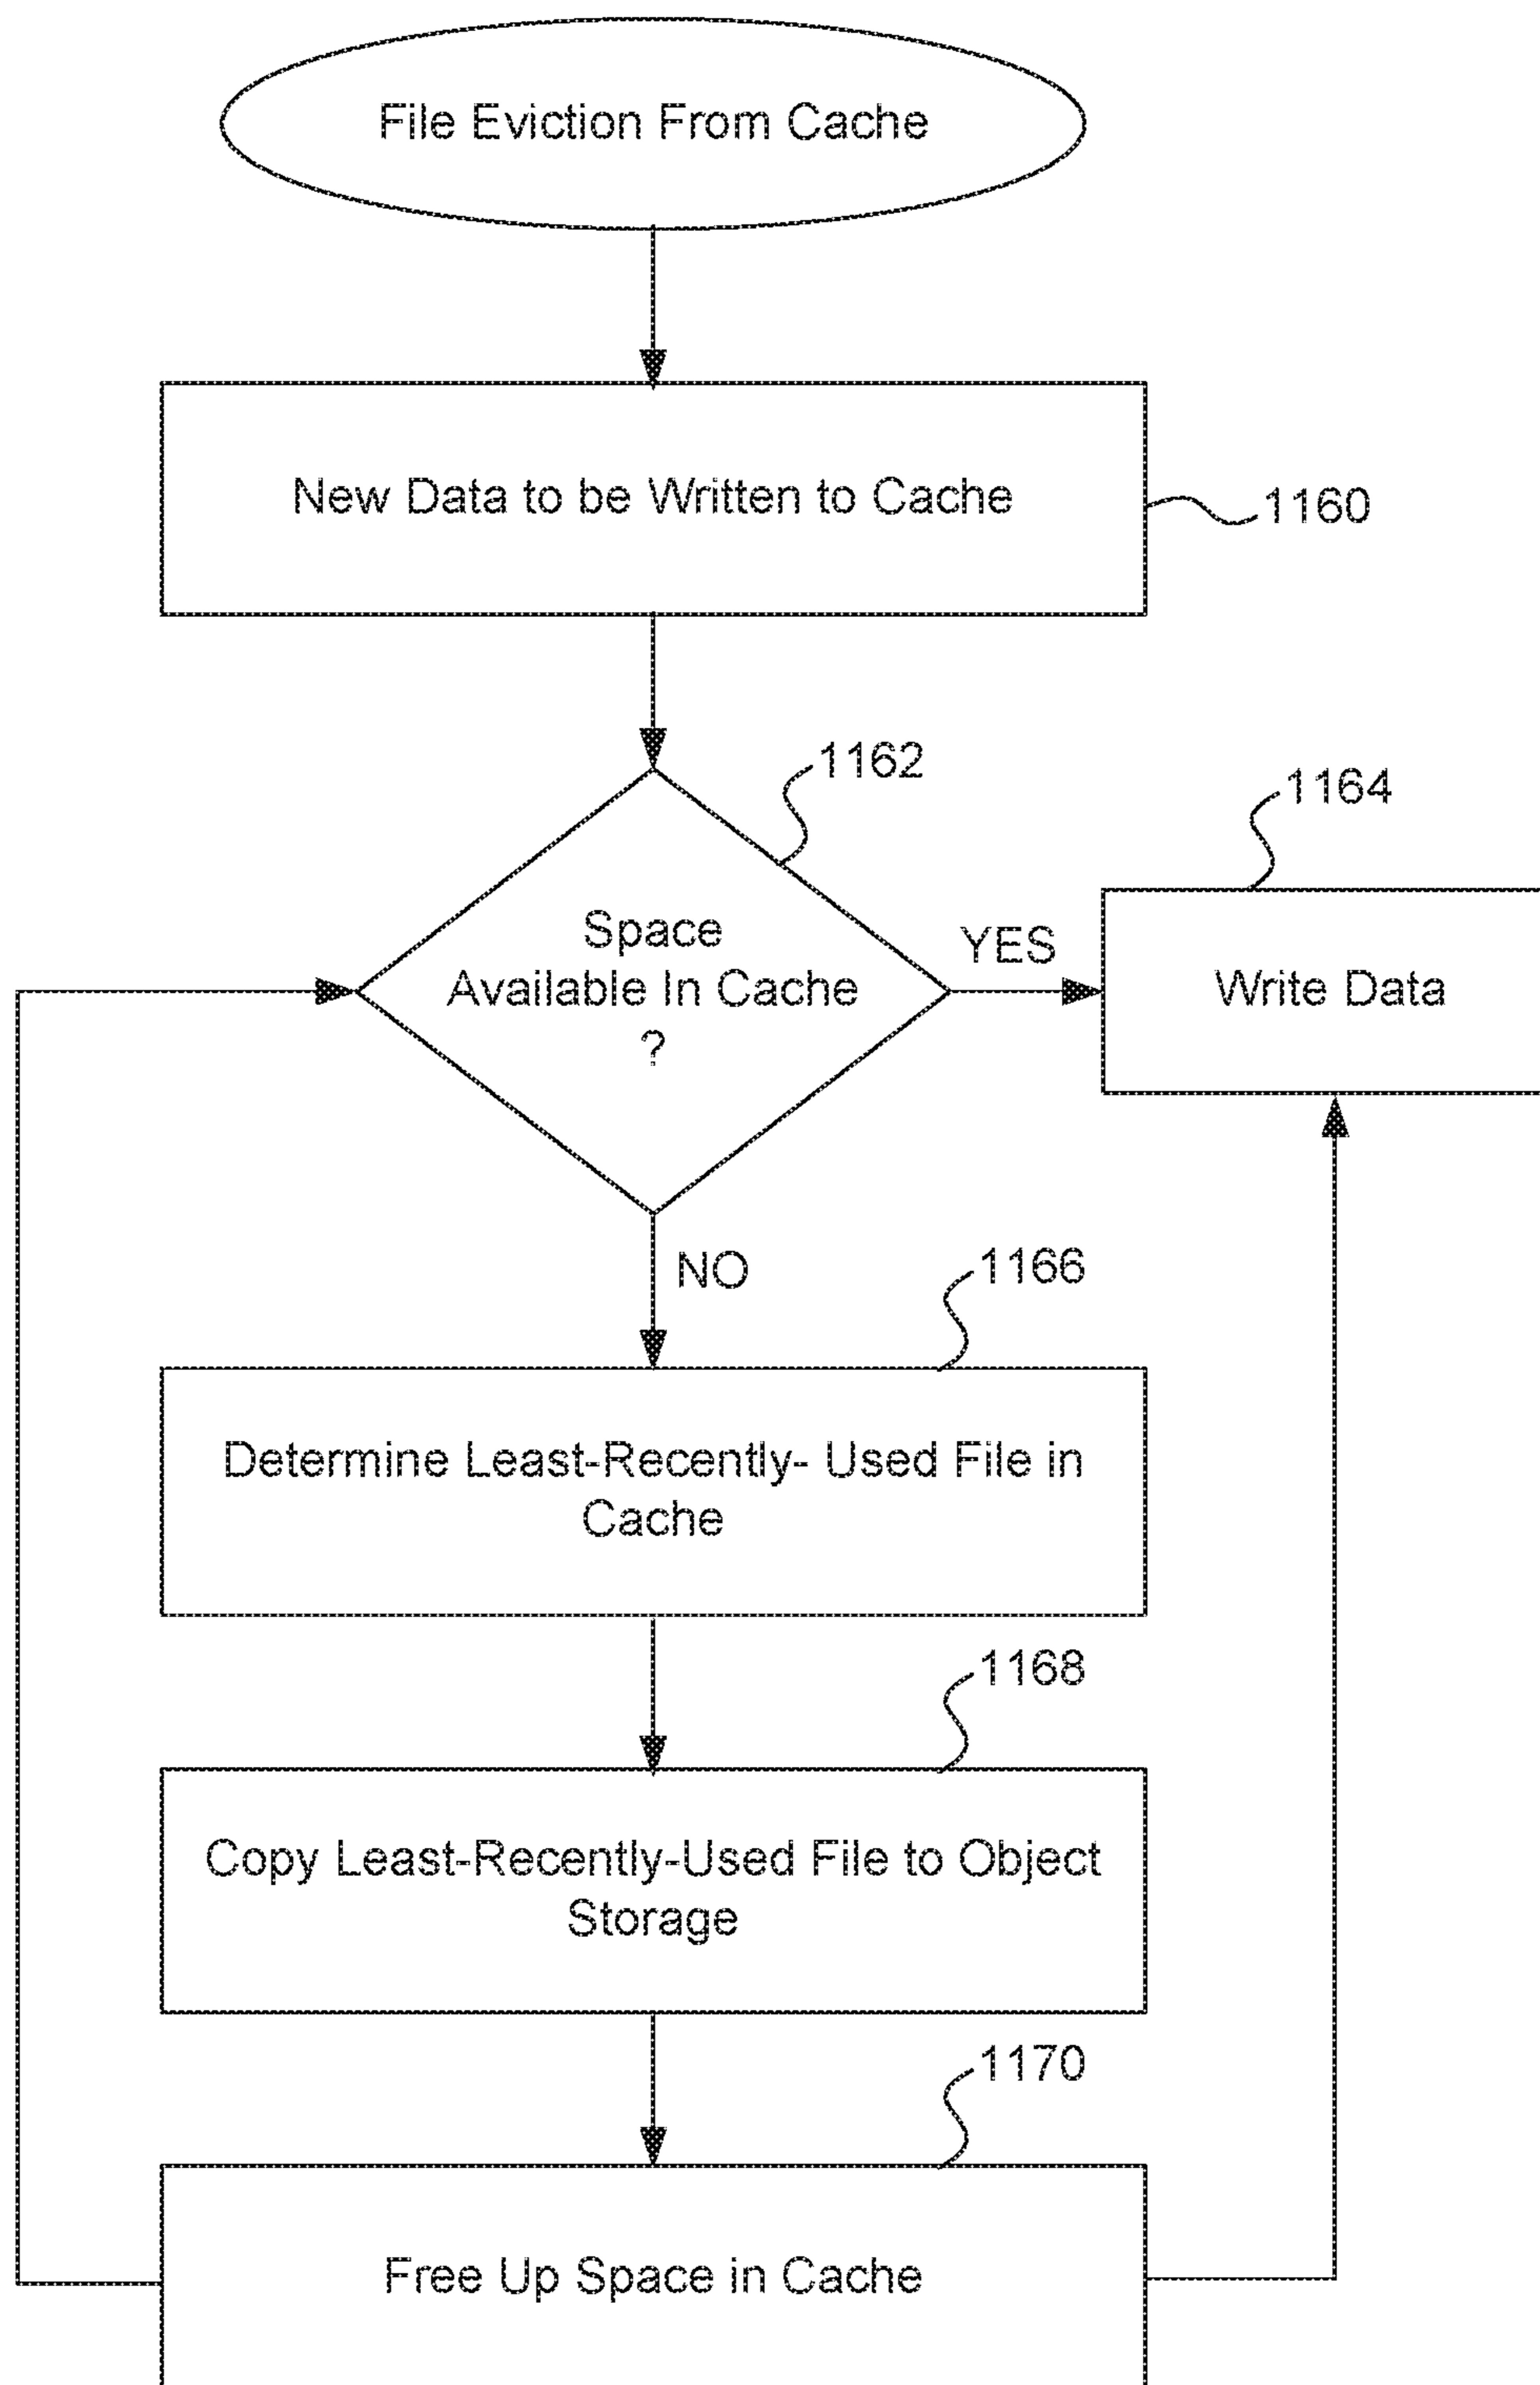 File Eviction From Cache
New Data to be Written to Cache
1160
1162
1164
Space
Available In Cache
?
YES
Write Data
NO
1166
Determine Least-Recently- Used File in
Cache
1168
Copy Least-Recently-Used File to Object
Storage
1170
Free Up Space in Cache